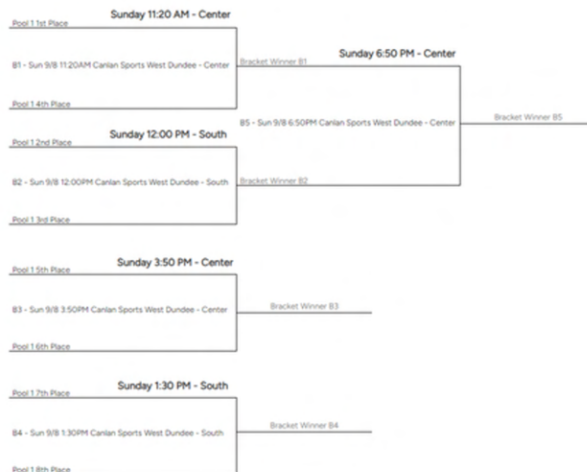 Sunday 11:20 AM - Center
Pool 1 1st Place
B1 - Sun 9/8 11:20AM Canlan Sports West Dundee - Center
Pool 1 4th Place
Sunday 12:00 PM - South
Pool 1 2nd Place
B2 - Sun 9/8 12:00PM Canlan Sports West Dundee - South
Pool 1 3rd Place
Sunday 6:50 PM - Center
Bracket Winner B1
B5 - Sun 9/8 6:50PM Canlan Sports West Dundee - Center
Bracket Winner B2
Bracket Winner B5
Sunday 3:50 PM - Center
Pool 1 5th Place
B3 - Sun 9/8 3:50PM Canlan Sports West Dundee - Center
Pool 1 6th Place
Bracket Winner B3
Sunday 1:30 PM - South
Pool 1 7th Place
B4 - Sun 9/8 1:30PM Canlan Sports West Dundee - South
Pool 1 8th Place
Bracket Winner B4